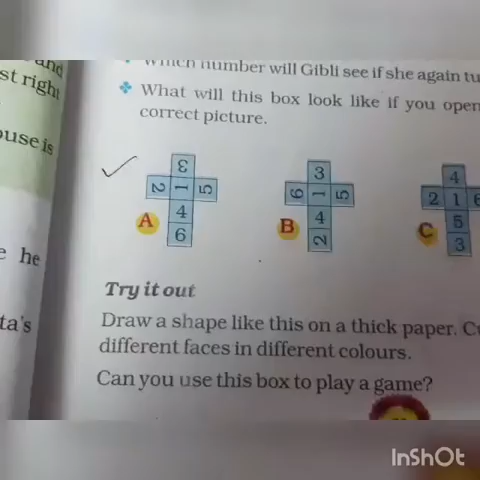 and
st right
ouse is
e he
ta's
Which number will Gibli see if she again tu
❖ What will this box look like if you open
correct picture.
3
2 1 5
4
6
A
3
6 1 5
4
2
B
4
2 1 6
5
3
C
Try it out
Draw a shape like this on a thick paper. Cu
different faces in different colours.
Can you use this box to play a game?
InShOt